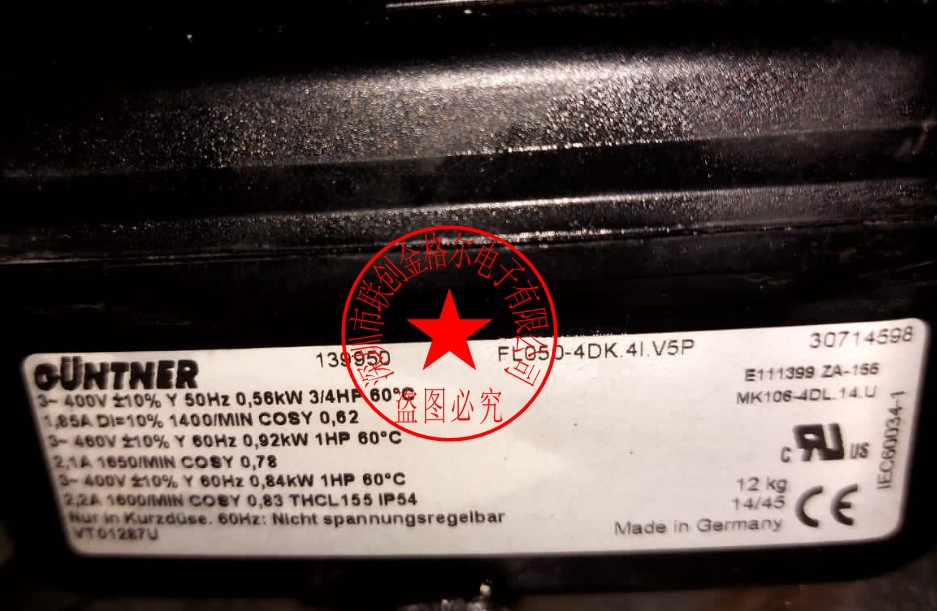 GÜNTNER 139950 FL050-4DK.4I.V5P 30714598
3~ 400V ±10% Y 50Hz 0,56kW 3/4HP 60°C
E111399 ZA-155
1,85A DI=10% 1400/MIN COSY 0,62
MK106-4DL.14.U
3~ 460V ±10% Y 60Hz 0,92kW 1HP 60°C
2,1A 1650/MIN COSY 0,78
c RU US
3~ 400V ±10% Y 60Hz 0,84kW 1HP 60°C
12 kg
2,2A 1600/MIN COSY 0,83 THCL155 IP54
14/45
CE
Nur in Kurzdüse. 60Hz: Nicht spannungsregelbar
Made in Germany
VT01287U
IEC60034-1
深圳市联创金格尔电子有限公司
盗图必究